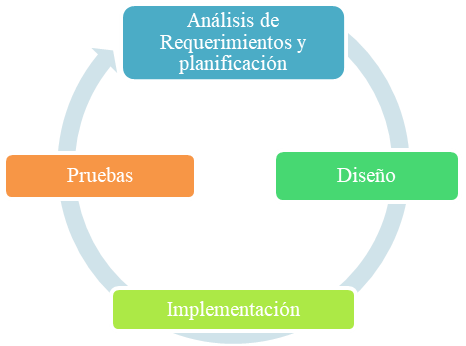 Análisis de
Requerimientos y
planificación
Pruebas
Diseño
Implementación